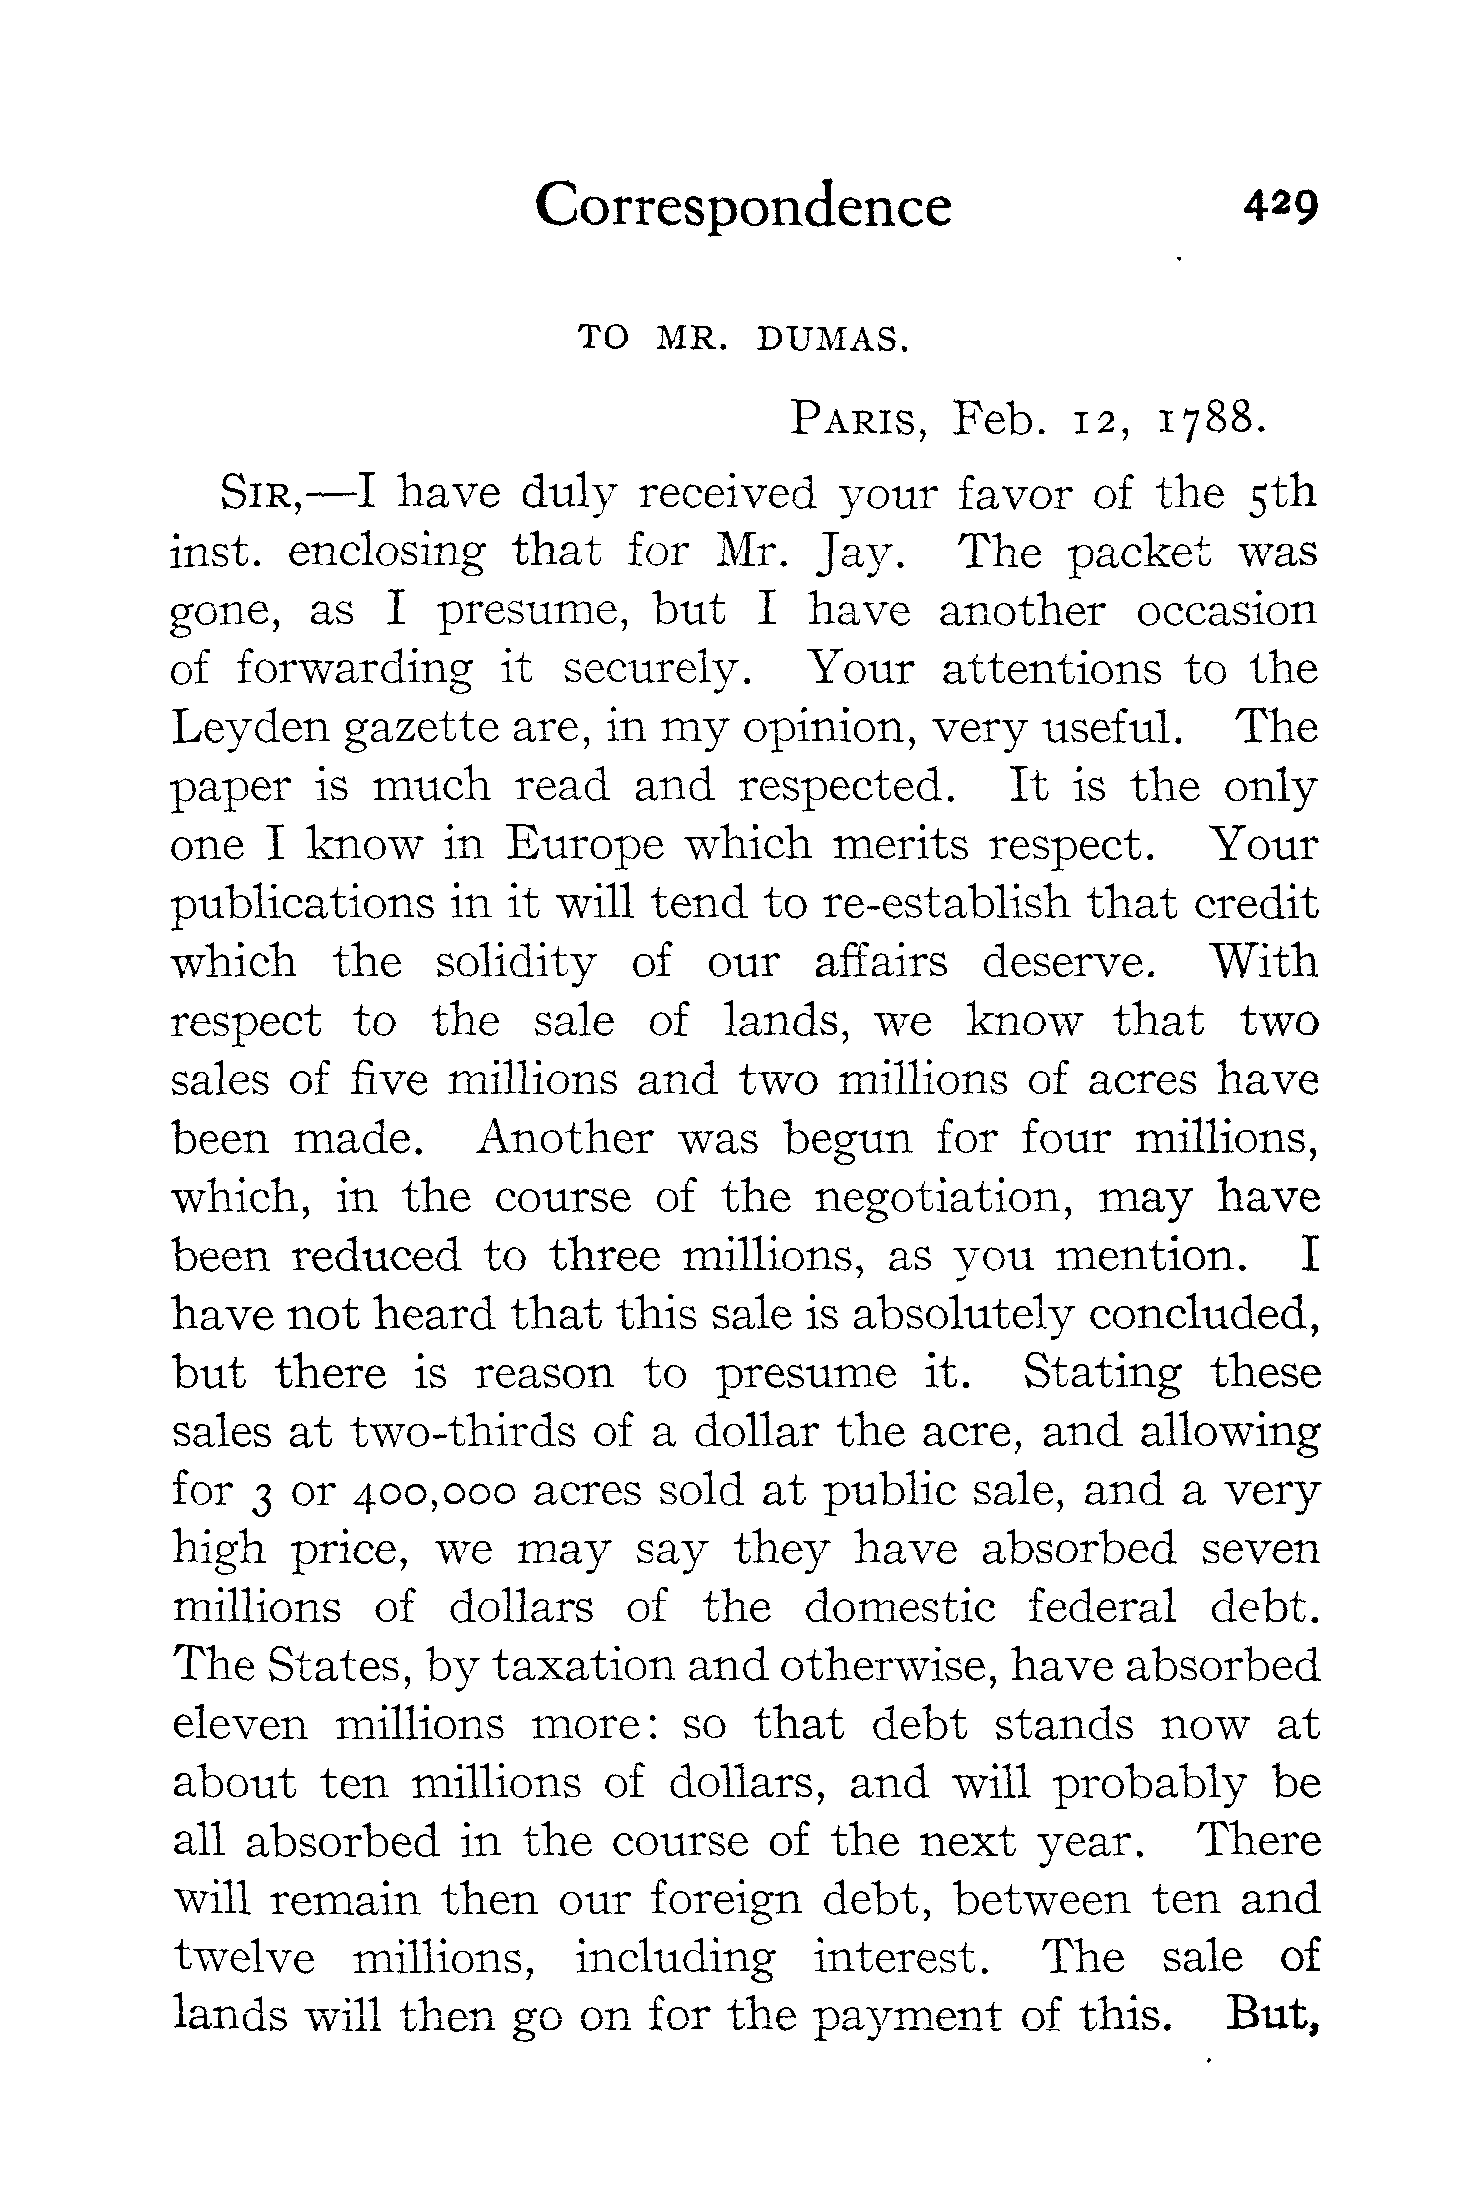 Correspondence 429
TO MR. DUMAS.
PARIS, Feb. 12, 1788.
SIR,—I have duly received your favor of the 5th
inst. enclosing that for Mr. Jay. The packet was
gone, as I presume, but I have another occasion
of forwarding it securely. Your attentions to the
Leyden gazette are, in my opinion, very useful. The
paper is much read and respected. It is the only
one I know in Europe which merits respect. Your
publications in it will tend to re-establish that credit
which the solidity of our affairs deserve. With
respect to the sale of lands, we know that two
sales of five millions and two millions of acres have
been made. Another was begun for four millions,
which, in the course of the negotiation, may have
been reduced to three millions, as you mention. I
have not heard that this sale is absolutely concluded,
but there is reason to presume it. Stating these
sales at two-thirds of a dollar the acre, and allowing
for 3 or 400,000 acres sold at public sale, and a very
high price, we may say they have absorbed seven
millions of dollars of the domestic federal debt.
The States, by taxation and otherwise, have absorbed
eleven millions more: so that debt stands now at
about ten millions of dollars, and will probably be
all absorbed in the course of the next year. There
will remain then our foreign debt, between ten and
twelve millions, including interest. The sale of
lands will then go on for the payment of this. But,